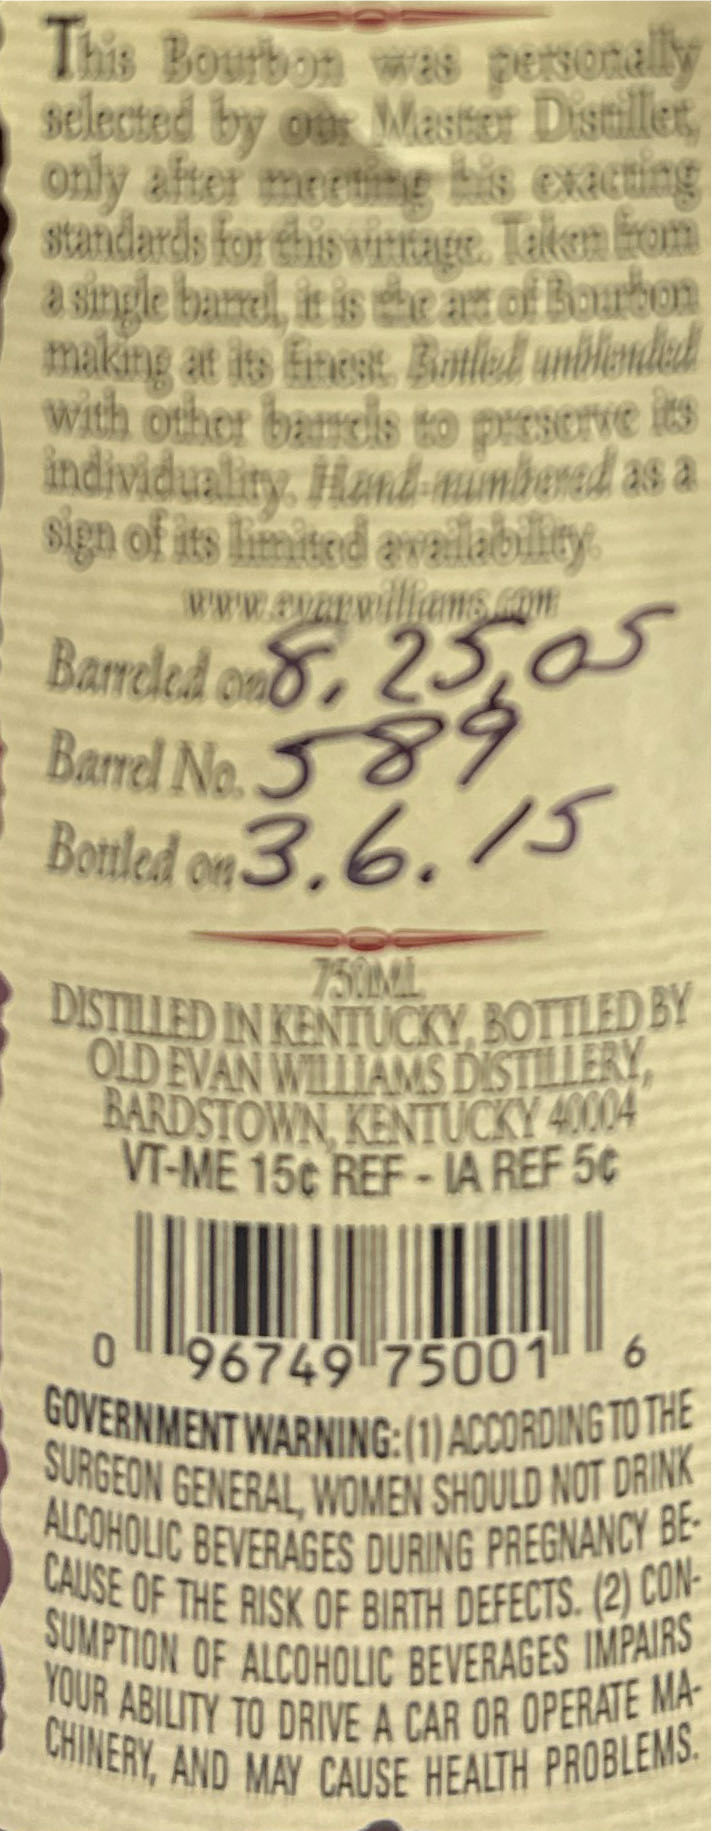 This Bourbon was personally
selected by our Master Distiller,
only after meeting his exacting
standards for this vintage. Taken from
a single barrel, it is the art of Bourbon
making at its finest. Bottled unblended
with other barrels to preserve its
individuality. Hand-numbered as a
sign of its limited availability.
www.evanwilliams.com
Barreled on 8.25.05
Barrel No. 589
Bottled on 3.6.15
750ML
DISTILLED IN KENTUCKY, BOTTLED BY
OLD EVAN WILLIAMS DISTILLERY,
BARDSTOWN, KENTUCKY 40004
VT-ME 15¢ REF - IA REF 5¢
0 96749 75001 6
GOVERNMENT WARNING: (1) ACCORDING TO THE
SURGEON GENERAL, WOMEN SHOULD NOT DRINK
ALCOHOLIC BEVERAGES DURING PREGNANCY BE-
CAUSE OF THE RISK OF BIRTH DEFECTS. (2) CON-
SUMPTION OF ALCOHOLIC BEVERAGES IMPAIRS
YOUR ABILITY TO DRIVE A CAR OR OPERATE MA-
CHINERY, AND MAY CAUSE HEALTH PROBLEMS.